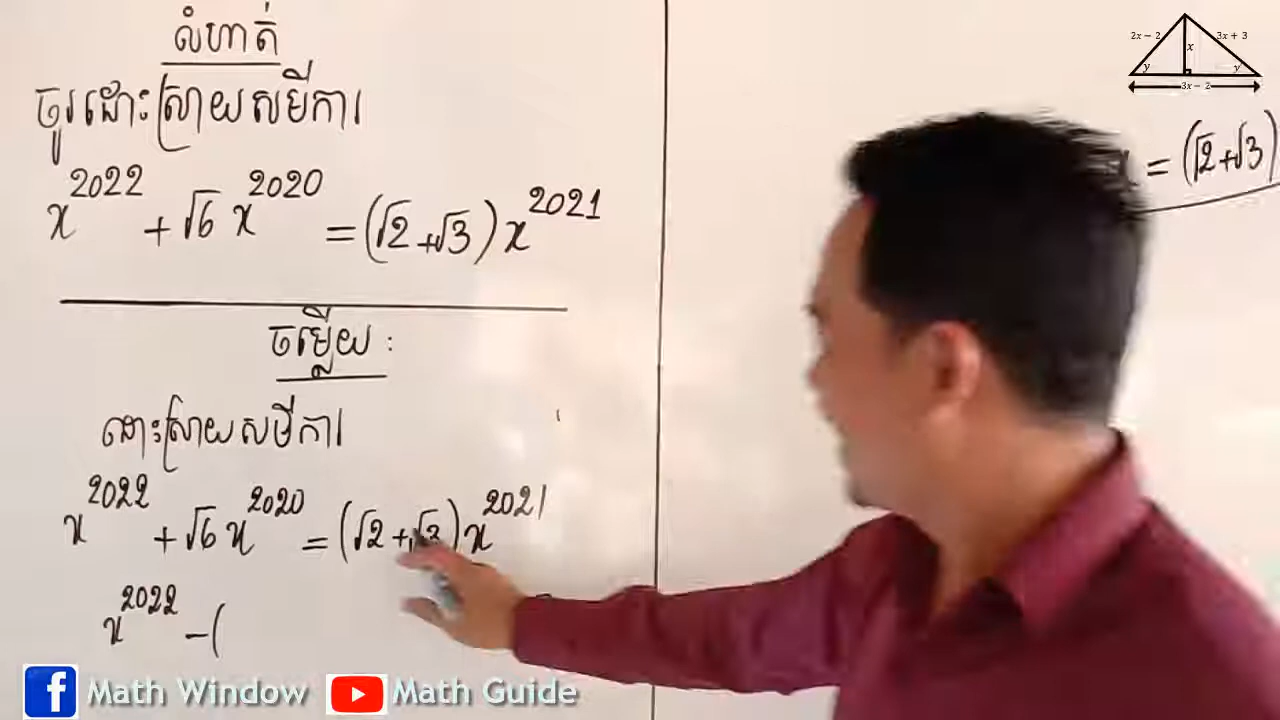 លំហាត់
ចូរដោះស្រាយសមីការ
x^2022 + √6 x^2020 = (√2 + √3) x^2021
ចម្លើយ :
ដោះស្រាយសមីការ
x^2022 + √6 x^2020 = (√2 + √3) x^2021
x^2022 − (
= (√2 + √3)
2x − 2
3x + 3
x
y
y
3x − 2
Math Window
Math Guide